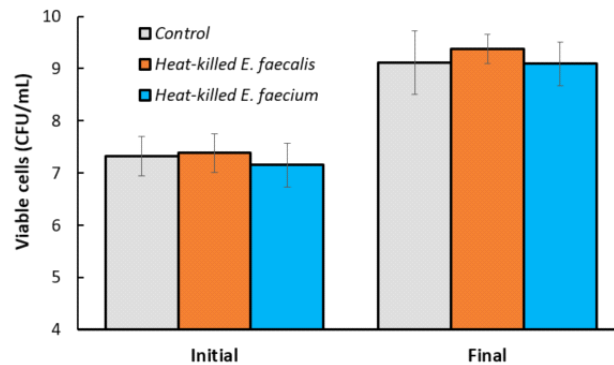 10
9
8
7
6
5
4
Viable cells (CFU/mL)
Control
Heat-killed E. faecalis
Heat-killed E. faecium
Initial
Final